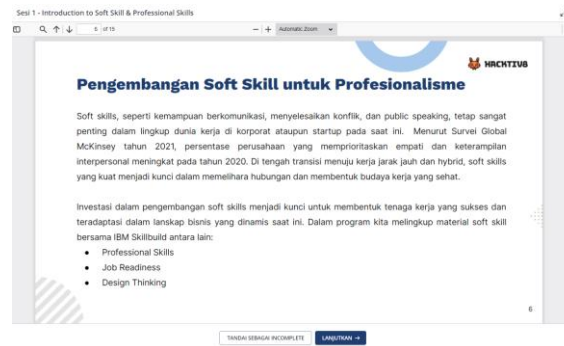 Sesi 1 - Introduction to Soft Skill & Professional Skills
6 of 15
Automatic Zoom
HACKTIV8
Pengembangan Soft Skill untuk Profesionalisme
Soft skills, seperti kemampuan berkomunikasi, menyelesaikan konflik, dan public speaking, tetap sangat
penting dalam lingkup dunia kerja di korporat ataupun startup pada saat ini. Menurut Survei Global
McKinsey tahun 2021, persentase perusahaan yang memprioritaskan empati dan keterampilan
interpersonal meningkat pada tahun 2020. Di tengah transisi menuju kerja jarak jauh dan hybrid, soft skills
yang kuat menjadi kunci dalam memelihara hubungan dan membentuk budaya kerja yang sehat.
Investasi dalam pengembangan soft skills menjadi kunci untuk membentuk tenaga kerja yang sukses dan
teradaptasi dalam lanskap bisnis yang dinamis saat ini. Dalam program kita melingkup material soft skill
bersama IBM Skillbuild antara lain:
● Professional Skills
● Job Readiness
● Design Thinking
6
TANDAI SEBAGAI INCOMPLETE
LANJUTKAN →